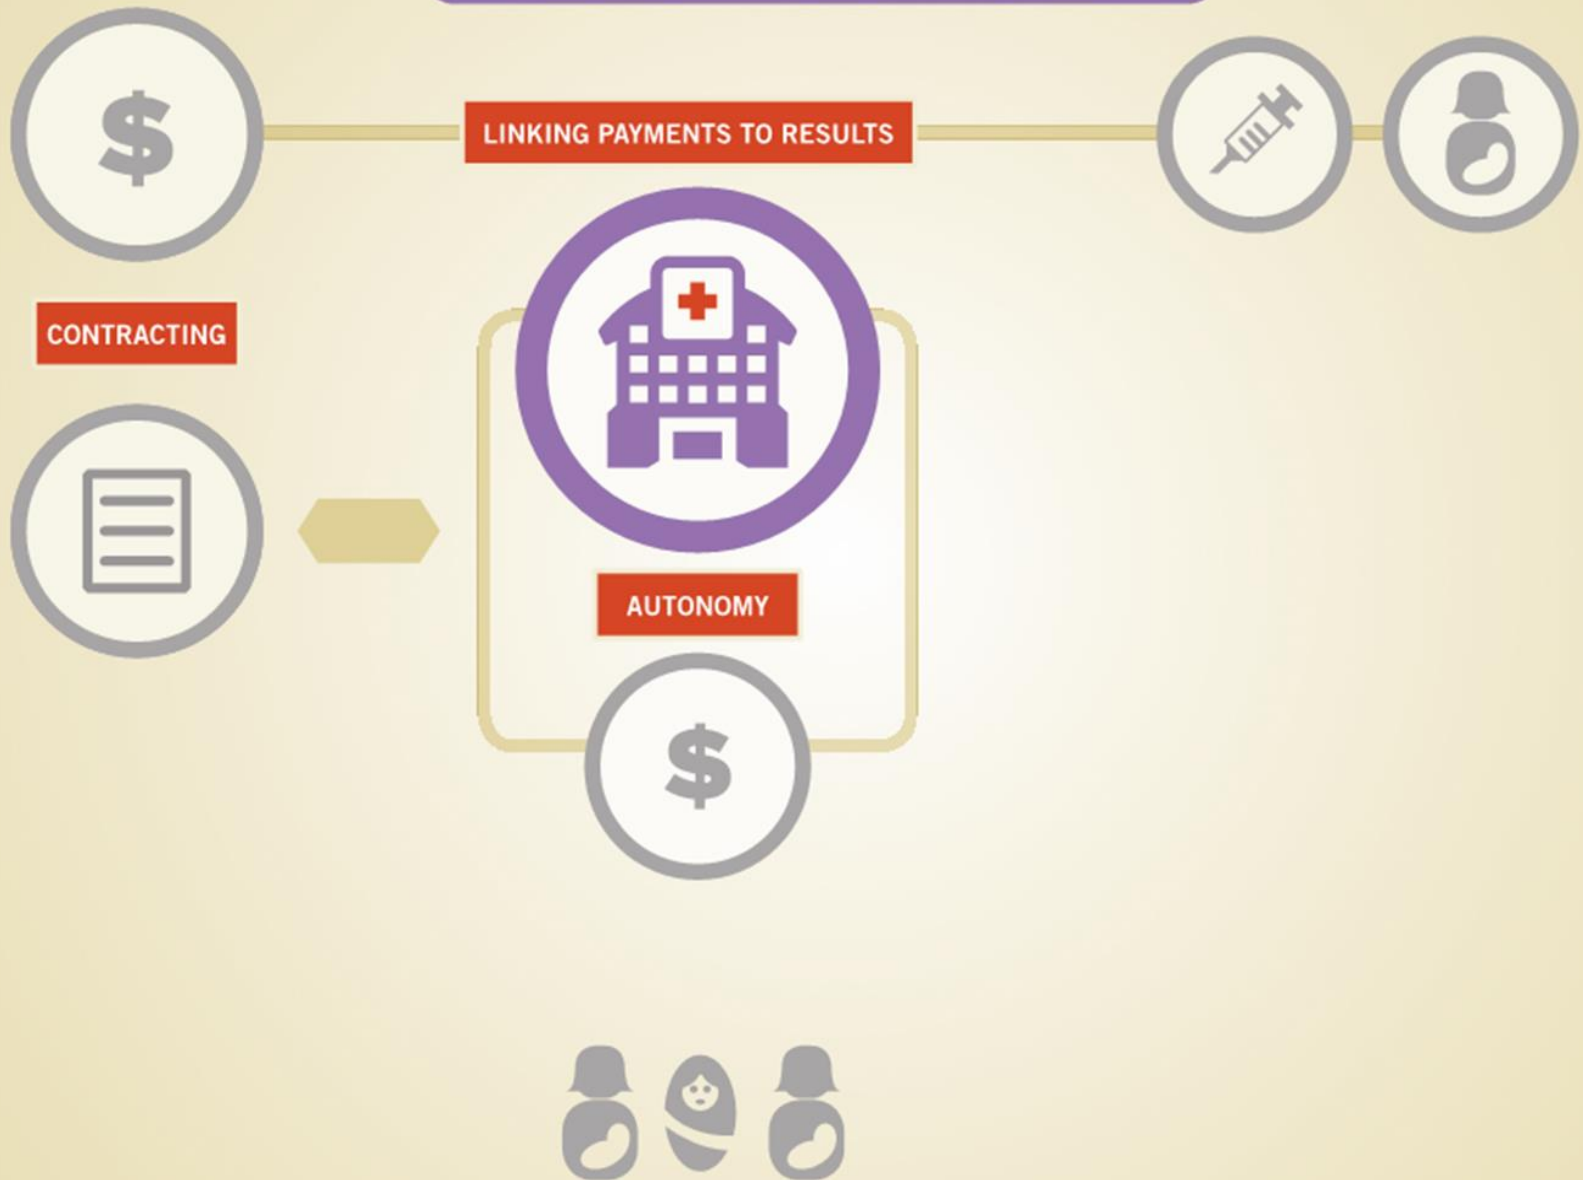 $
LINKING PAYMENTS TO RESULTS
CONTRACTING
AUTONOMY
$